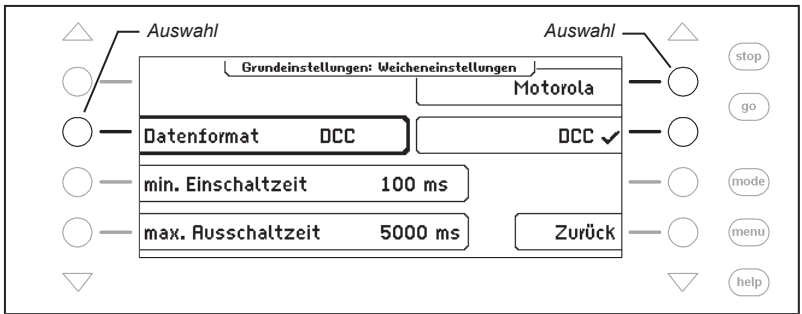 Auswahl
Auswahl
Grundeinstellungen: Weicheneinstellungen
Motorola
Datenformat DCC
DCC ✓
min. Einschaltzeit 100 ms
max. Ausschaltzeit 5000 ms
Zurück
stop
go
mode
menu
help